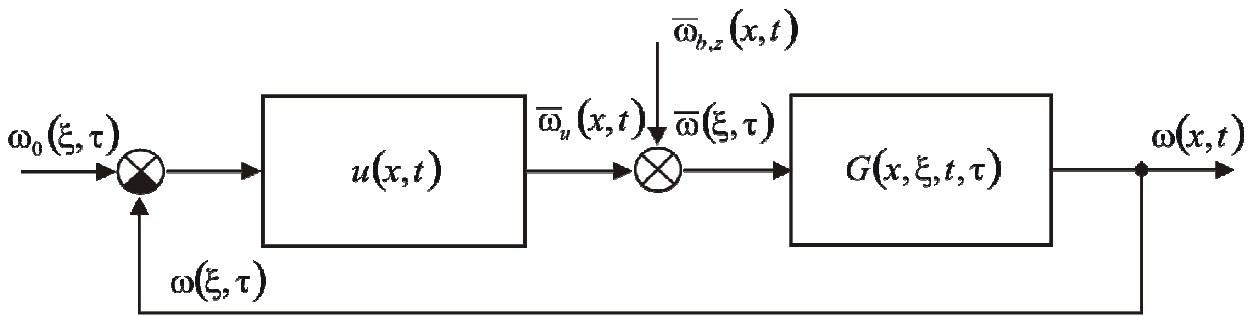 ω̅_{b,z}(x,t)
ω₀(ξ,τ)
u(x,t)
ω̅_u(x,t)
ω̅(ξ,τ)
G(x,ξ,t,τ)
ω(x,t)
ω(ξ,τ)